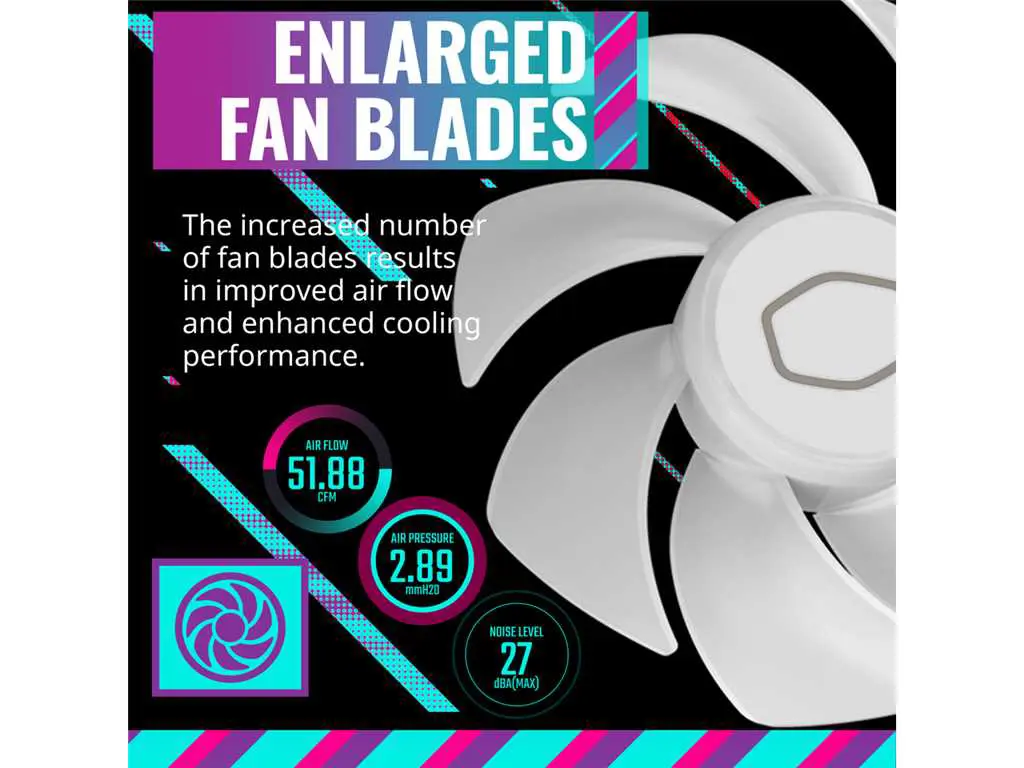 ENLARGED
FAN BLADES
The increased number
of fan blades results
in improved air flow
and enhanced cooling
performance.
AIR FLOW
51.88
CFM
AIR PRESSURE
2.89
mmH2O
NOISE LEVEL
27
dBA(MAX)